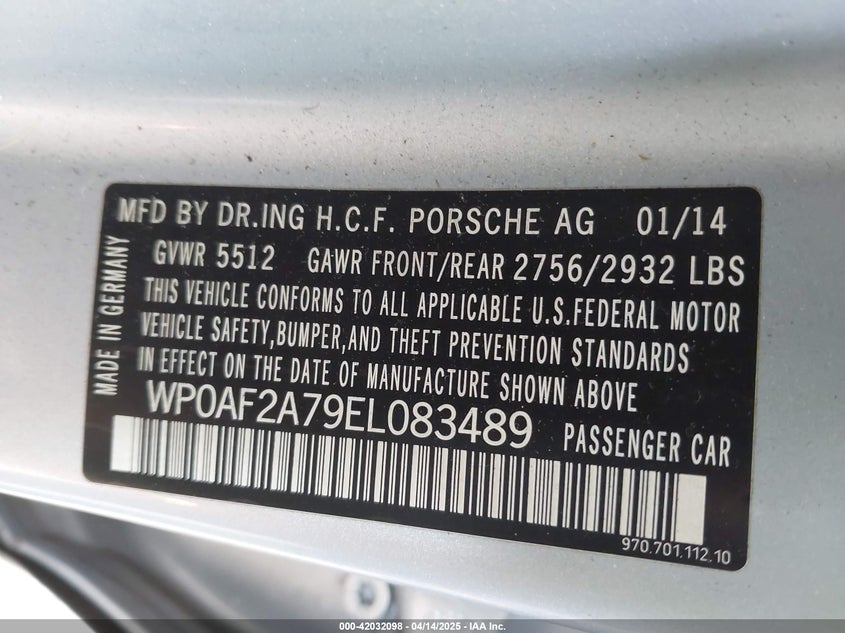 MFD BY DR.ING H.C.F. PORSCHE AG 01/14
GVWR 5512 GAWR FRONT/REAR 2756/2932 LBS
THIS VEHICLE CONFORMS TO ALL APPLICABLE U.S.FEDERAL MOTOR
VEHICLE SAFETY,BUMPER,AND THEFT PREVENTION STANDARDS
IN EFFECT ON THE DATE OF MANUFACTURE SHOWN ABOVE.
WP0AF2A79EL083489 PASSENGER CAR
MADE IN GERMANY
970.701.112.10
000-42032098 - 04/14/2025 - IAA Inc.